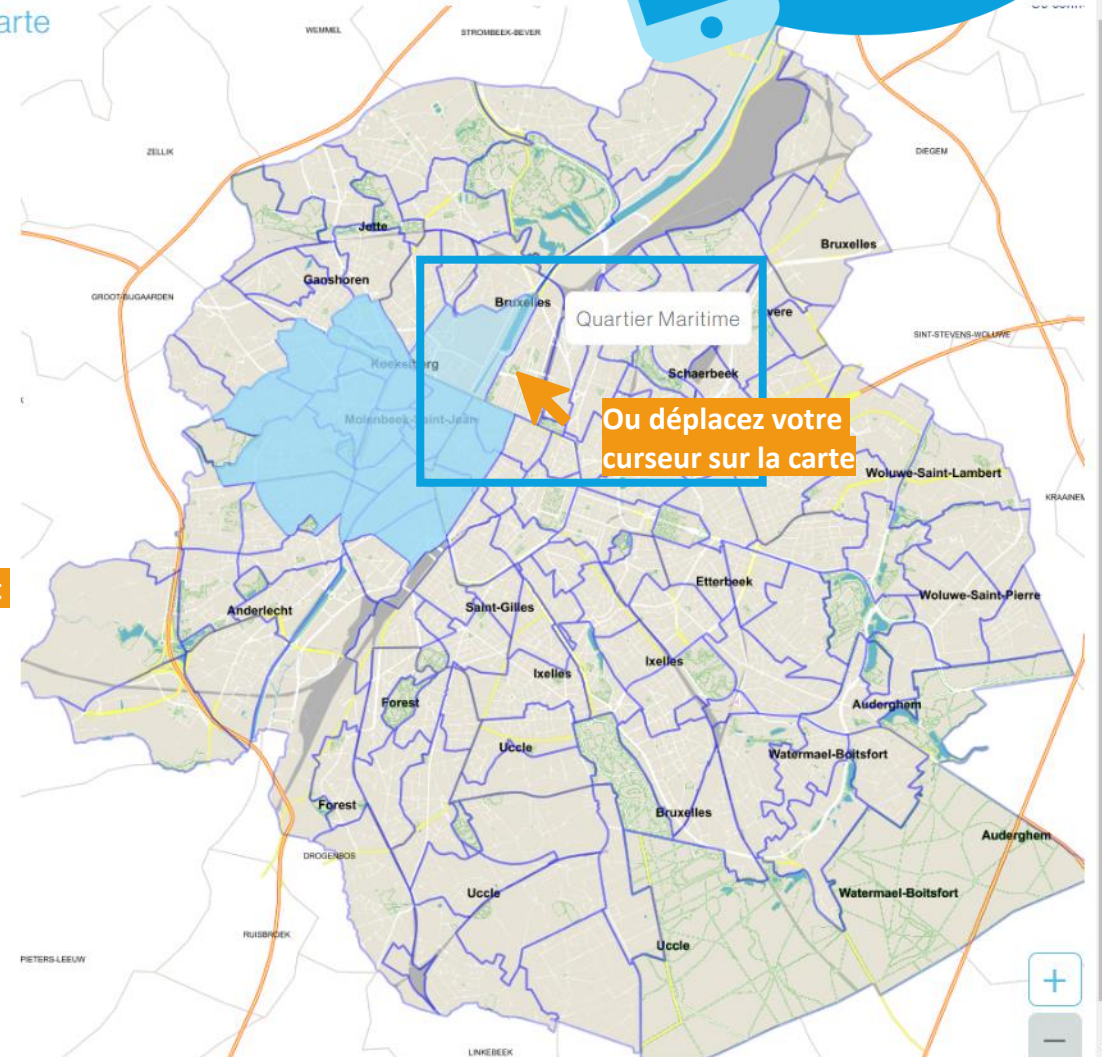 arte
WEMMEL
STROMBEEK-BEVER
ZELLIK
DIEGEM
Jette
Bruxelles
Ganshoren
GROOT-BIJGAARDEN
Bruxelles
Quartier Maritime
vere
SINT-STEVENS-WOLUWE
Koekelberg
Schaerbeek
Molenbeek-Saint-Jean
Ou déplacez votre
curseur sur la carte
Woluwe-Saint-Lambert
KRAAINEM
Etterbeek
Woluwe-Saint-Pierre
Anderlecht
Saint-Gilles
Ixelles
Ixelles
Forest
Auderghem
Uccle
Watermael-Boitsfort
Forest
Bruxelles
Auderghem
DROGENBOS
Uccle
Watermael-Boitsfort
RUISBROEK
Uccle
PIETERS-LEEUW
+
−
LINKEBEEK